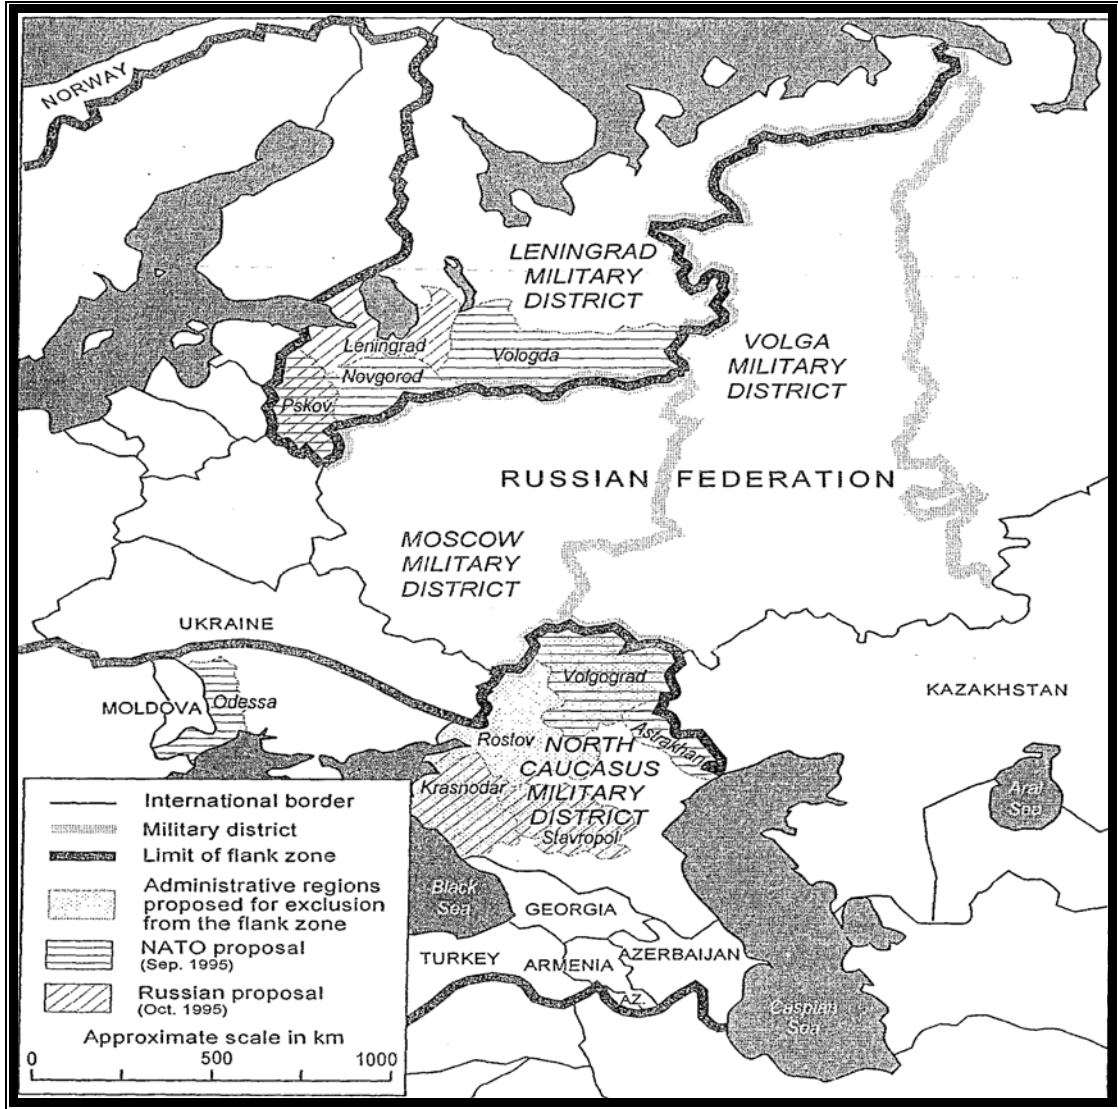 NORWAY
LENINGRAD
MILITARY
DISTRICT
Leningrad
Vologda
Novgorod
Pskov
VOLGA
MILITARY
DISTRICT
RUSSIAN FEDERATION
MOSCOW
MILITARY
DISTRICT
UKRAINE
MOLDOVA
Odessa
Volgograd
KAZAKHSTAN
Astrakhan
Rostov
NORTH
CAUCASUS
MILITARY
DISTRICT
Krasnodar
Stavropol
Aral
Sea
Black
Sea
GEORGIA
TURKEY
ARMENIA
AZERBAIJAN
AZ.
Caspian
Sea
International border
Military district
Limit of flank zone
Administrative regions
proposed for exclusion
from the flank zone
NATO proposal
(Sep. 1995)
Russian proposal
(Oct. 1995)
Approximate scale in km
0 500 1000